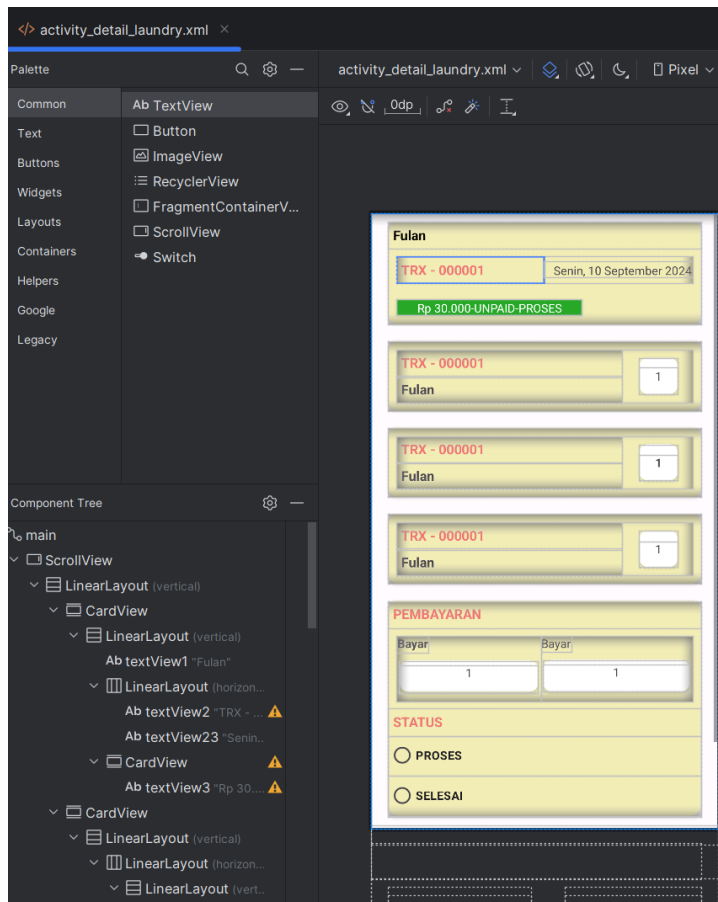 </> activity_detail_laundry.xml
Palette
activity_detail_laundry.xml
Pixel
Common
Text
Buttons
Widgets
Layouts
Containers
Helpers
Google
Legacy
Ab TextView
Button
ImageView
RecyclerView
FragmentContainerV...
ScrollView
Switch
0dp
Component Tree
main
ScrollView
LinearLayout (vertical)
CardView
LinearLayout (vertical)
Ab textView1 "Fulan"
LinearLayout (horizon...
Ab textView2 "TRX - ...
Ab textView23 "Senin..
CardView
Ab textView3 "Rp 30....
CardView
LinearLayout (vertical)
LinearLayout (horizon...
LinearLayout (vert..
Fulan
TRX - 000001
Senin, 10 September 2024
Rp 30.000-UNPAID-PROSES
TRX - 000001
1
Fulan
TRX - 000001
1
Fulan
TRX - 000001
1
Fulan
PEMBAYARAN
Bayar Bayar
1 1
STATUS
PROSES
SELESAI